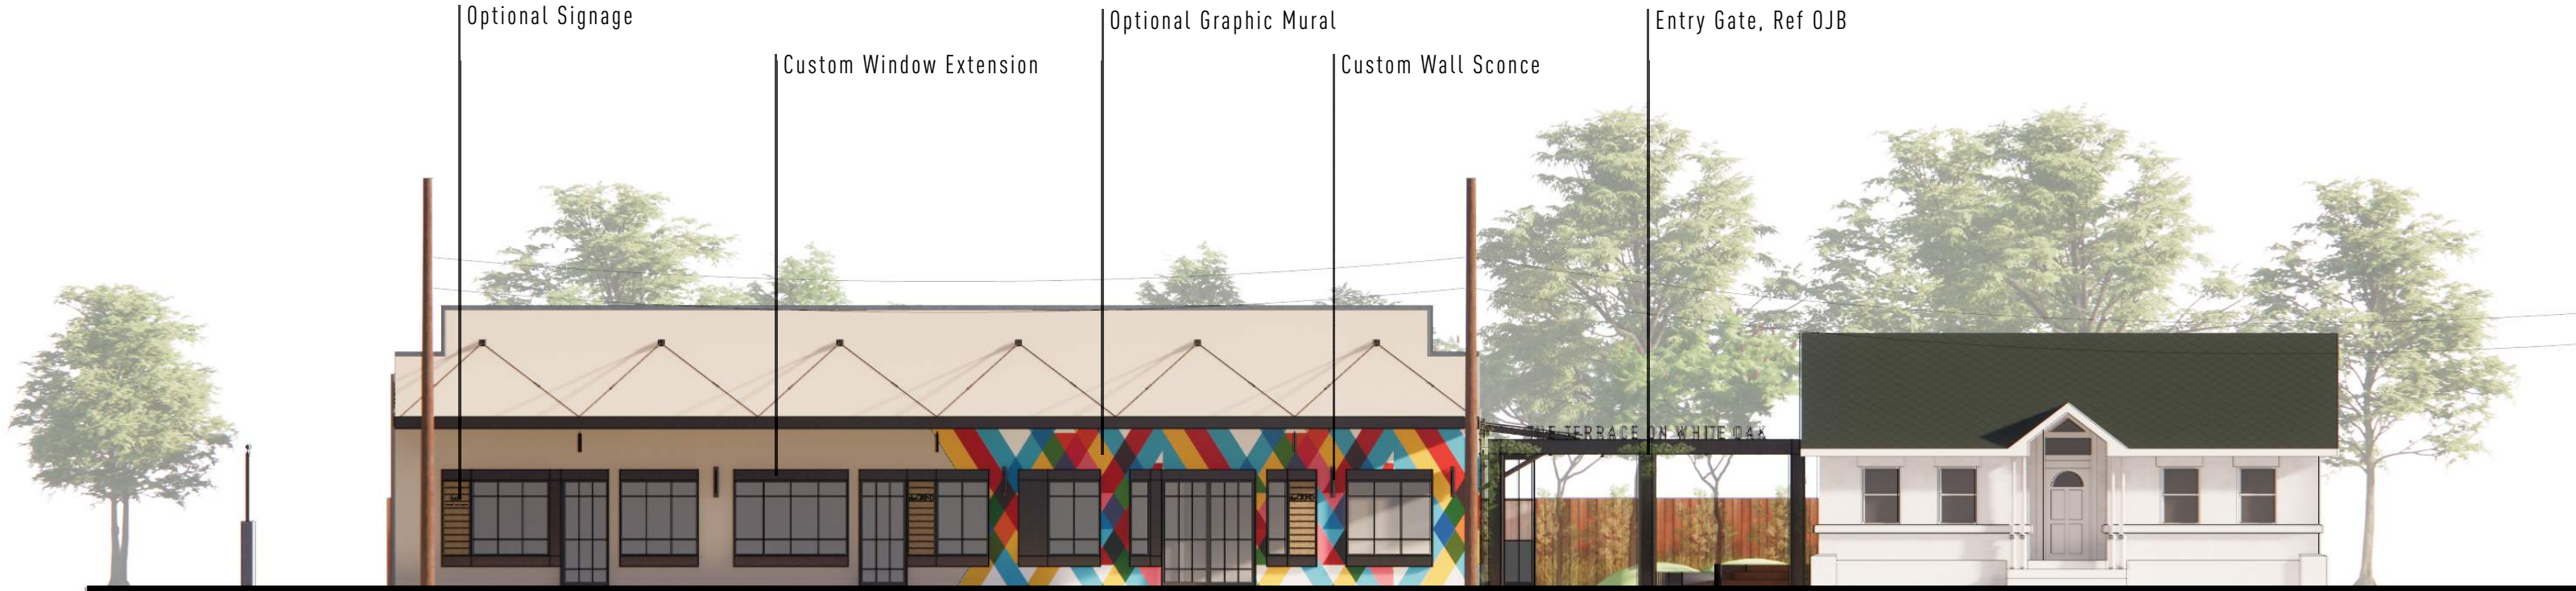 Optional Signage
Optional Graphic Mural
Entry Gate, Ref OJB
Custom Window Extension
Custom Wall Sconce
TERRACE ON WHITE OAK